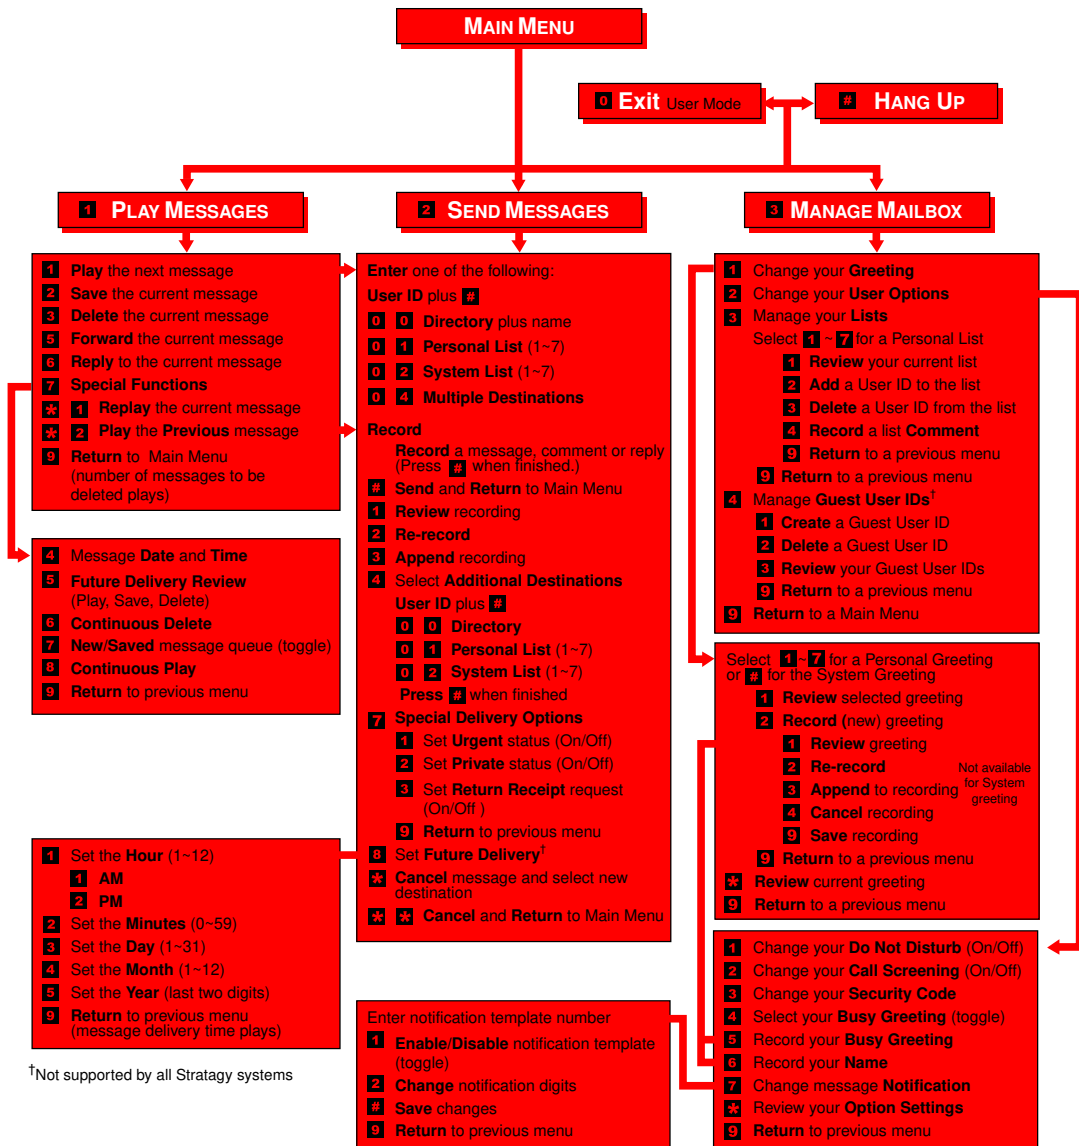 MAIN MENU
0 Exit User Mode
# HANG UP
1 PLAY MESSAGES
2 SEND MESSAGES
3 MANAGE MAILBOX
1 Play the next message
2 Save the current message
3 Delete the current message
5 Forward the current message
6 Reply to the current message
7 Special Functions
* 1 Replay the current message
* 2 Play the Previous message
9 Return to Main Menu
(number of messages to be
deleted plays)
4 Message Date and Time
5 Future Delivery Review
(Play, Save, Delete)
6 Continuous Delete
7 New/Saved message queue (toggle)
8 Continuous Play
9 Return to previous menu
Enter one of the following:
User ID plus #
0 0 Directory plus name
0 1 Personal List (1~7)
0 2 System List (1~7)
0 4 Multiple Destinations
Record
Record a message, comment or reply
(Press # when finished.)
# Send and Return to Main Menu
1 Review recording
2 Re-record
3 Append recording
4 Select Additional Destinations
User ID plus #
0 0 Directory
0 1 Personal List (1~7)
0 2 System List (1~7)
Press # when finished
7 Special Delivery Options
1 Set Urgent status (On/Off)
2 Set Private status (On/Off)
3 Set Return Receipt request
(On/Off )
9 Return to previous menu
8 Set Future Delivery†
* Cancel message and select new
destination
* * Cancel and Return to Main Menu
1 Set the Hour (1~12)
1 AM
2 PM
2 Set the Minutes (0~59)
3 Set the Day (1~31)
4 Set the Month (1~12)
5 Set the Year (last two digits)
9 Return to previous menu
(message delivery time plays)
†Not supported by all Stratagy systems
1 Change your Greeting
2 Change your User Options
3 Manage your Lists
Select 1 ~ 7 for a Personal List
1 Review your current list
2 Add a User ID to the list
3 Delete a User ID from the list
4 Record a list Comment
9 Return to a previous menu
9 Return to a previous menu
4 Manage Guest User IDs†
1 Create a Guest User ID
2 Delete a Guest User ID
3 Review your Guest User IDs
9 Return to a previous menu
9 Return to a Main Menu
Select 1 ~ 7 for a Personal Greeting
or # for the System Greeting
1 Review selected greeting
2 Record (new) greeting
1 Review greeting
2 Re-record
3 Append to recording
4 Cancel recording
9 Save recording
Not available
for System
greeting
9 Return to a previous menu
* Review current greeting
9 Return to a previous menu
1 Change your Do Not Disturb (On/Off)
2 Change your Call Screening (On/Off)
3 Change your Security Code
4 Select your Busy Greeting (toggle)
5 Record your Busy Greeting
6 Record your Name
7 Change message Notification
* Review your Option Settings
9 Return to previous menu
Enter notification template number
1 Enable/Disable notification template
(toggle)
2 Change notification digits
# Save changes
9 Return to previous menu